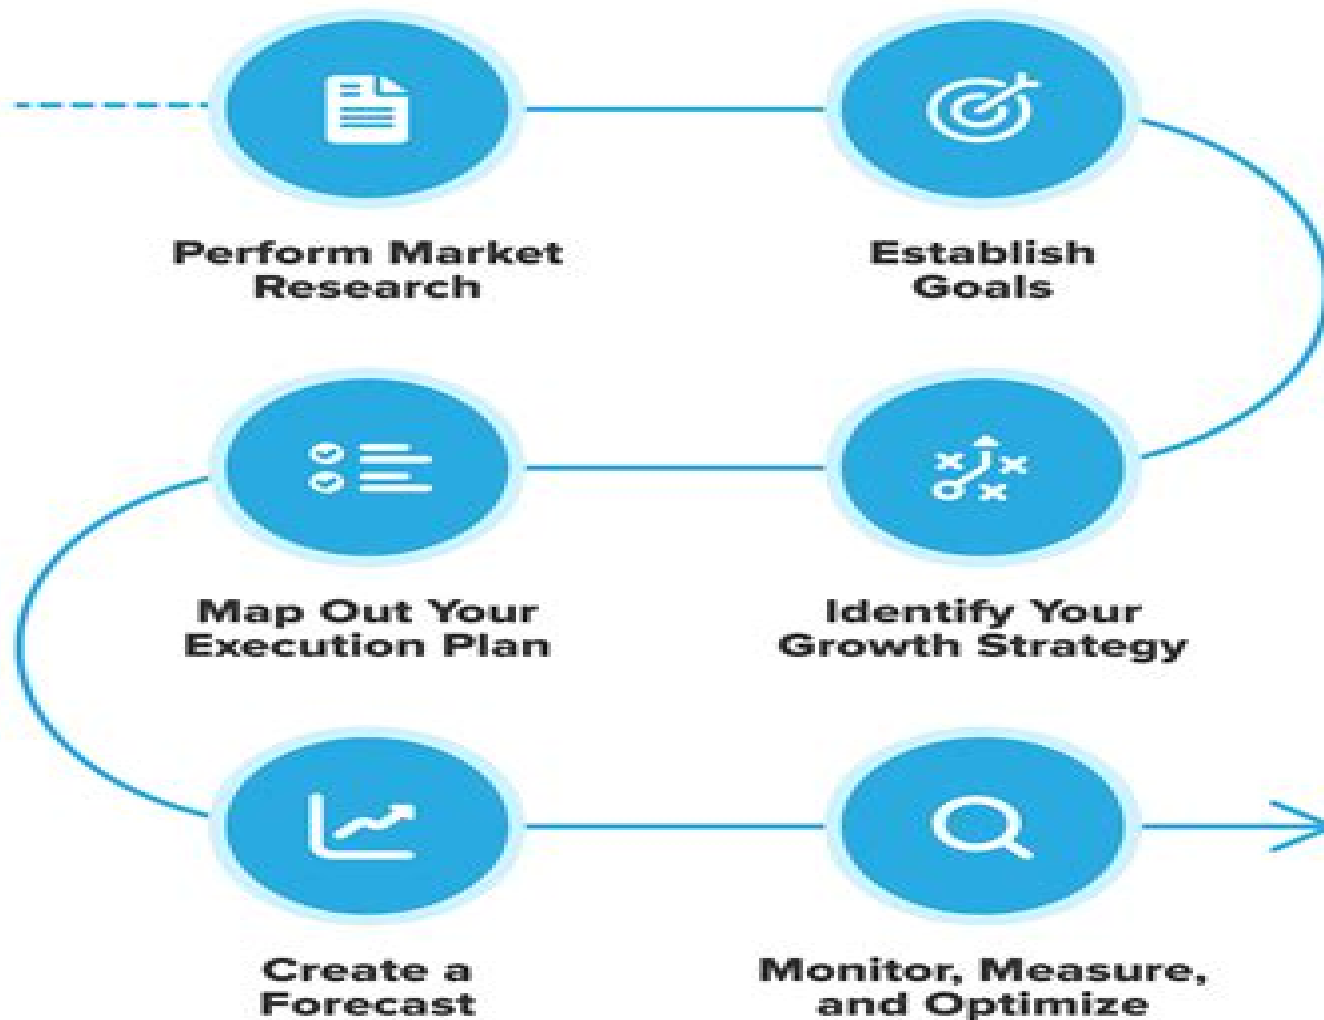 Perform Market
Research
Establish
Goals
Identify Your
Growth Strategy
Map Out Your
Execution Plan
Create a
Forecast
Monitor, Measure,
and Optimize